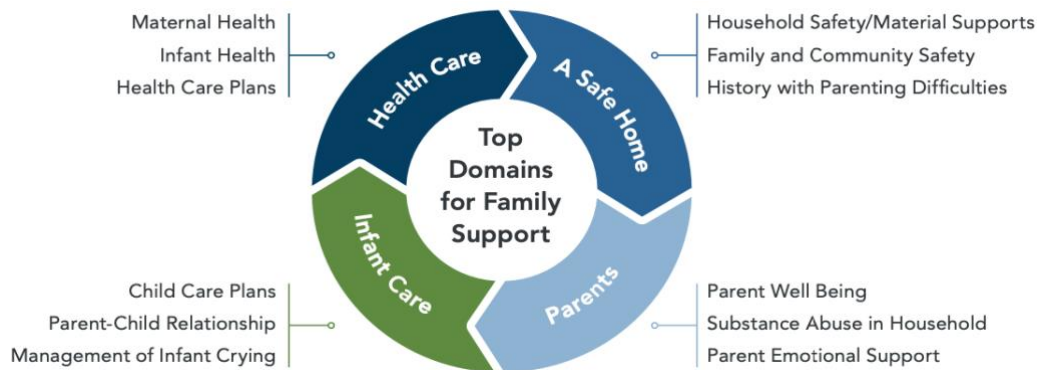 Maternal Health
Infant Health
Health Care Plans
Health Care
A Safe Home
Household Safety/Material Supports
Family and Community Safety
History with Parenting Difficulties
Top
Domains
for Family
Support
Child Care Plans
Parent-Child Relationship
Management of Infant Crying
Infant Care
Parents
Parent Well Being
Substance Abuse in Household
Parent Emotional Support